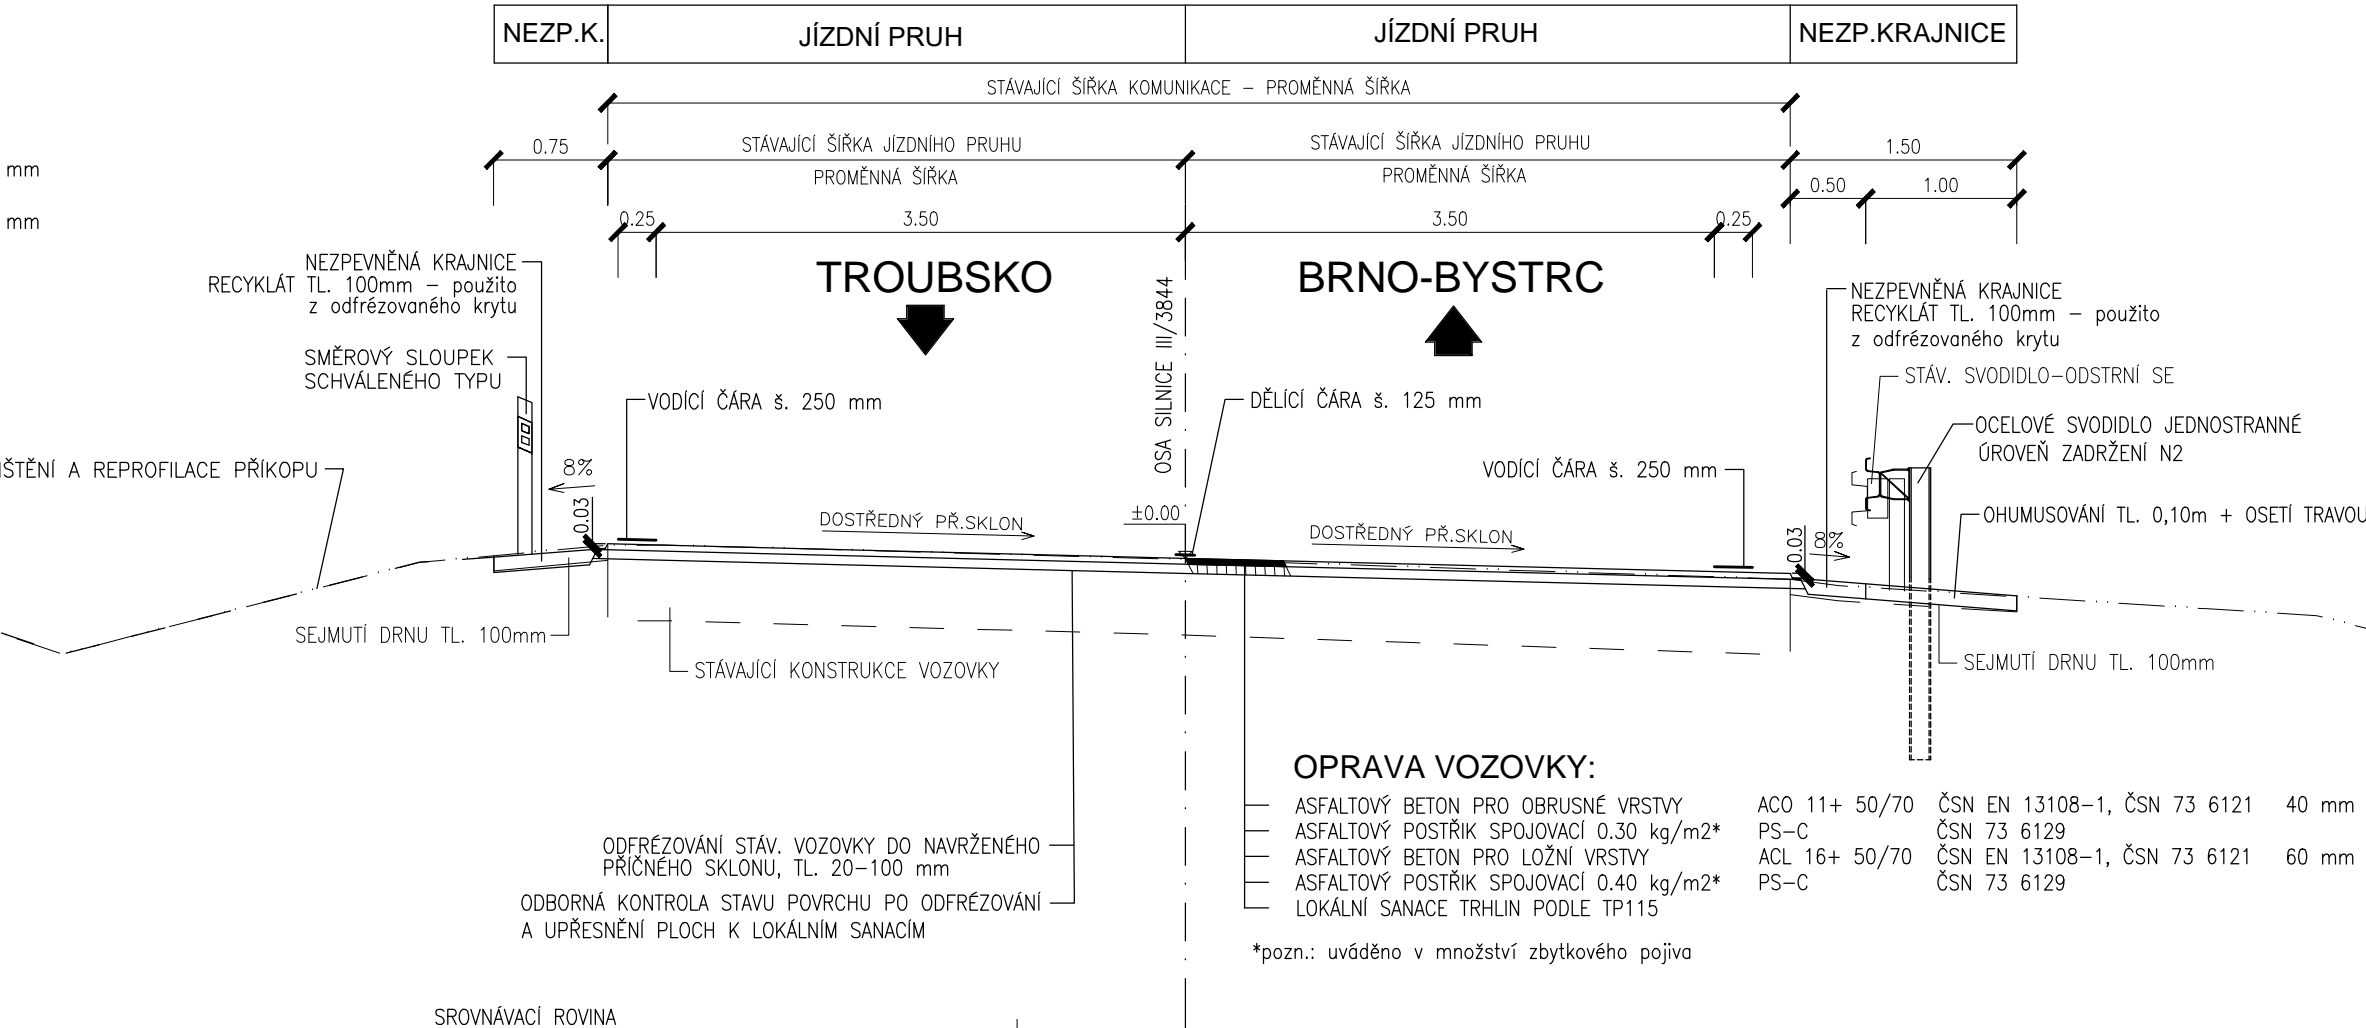 NEZP.K.
JÍZDNÍ PRUH
JÍZDNÍ PRUH
NEZP.KRAJNICE
STÁVAJÍCÍ ŠÍŘKA KOMUNIKACE – PROMĚNNÁ ŠÍŘKA
0.75
STÁVAJÍCÍ ŠÍŘKA JÍZDNÍHO PRUHU
STÁVAJÍCÍ ŠÍŘKA JÍZDNÍHO PRUHU
1.50
mm
PROMĚNNÁ ŠÍŘKA
PROMĚNNÁ ŠÍŘKA
0.50
1.00
mm
0.25
3.50
3.50
0.25
TROUBSKO
BRNO-BYSTRC
NEZPEVNĚNÁ KRAJNICE
RECYKLÁT TL. 100mm – použito
z odfrézovaného krytu
OSA SILNICE III/3844
NEZPEVNĚNÁ KRAJNICE
RECYKLÁT TL. 100mm – použito
z odfrézovaného krytu
SMĚROVÝ SLOUPEK
SCHVÁLENÉHO TYPU
STÁV. SVODIDLO-ODSTRNÍ SE
VODÍCÍ ČÁRA š. 250 mm
DĚLÍCÍ ČÁRA š. 125 mm
OCELOVÉ SVODIDLO JEDNOSTRANNÉ
ÚROVEŇ ZADRŽENÍ N2
IŠTĚNÍ A REPROFILACE PŘÍKOPU
8%
VODÍCÍ ČÁRA š. 250 mm
0.03
DOSTŘEDNÝ PŘ.SKLON
±0.00
DOSTŘEDNÝ PŘ.SKLON
0.03
8%
OHUMUSOVÁNÍ TL. 0,10m + OSETÍ TRAVOU
SEJMUTÍ DRNU TL. 100mm
STÁVAJÍCÍ KONSTRUKCE VOZOVKY
SEJMUTÍ DRNU TL. 100mm
OPRAVA VOZOVKY:
ASFALTOVÝ BETON PRO OBRUSNÉ VRSTVY ACO 11+ 50/70 ČSN EN 13108-1, ČSN 73 6121 40 mm
ASFALTOVÝ POSTŘIK SPOJOVACÍ 0.30 kg/m2* PS-C ČSN 73 6129
ASFALTOVÝ BETON PRO LOŽNÍ VRSTVY ACL 16+ 50/70 ČSN EN 13108-1, ČSN 73 6121 60 mm
ASFALTOVÝ POSTŘIK SPOJOVACÍ 0.40 kg/m2* PS-C ČSN 73 6129
LOKÁLNÍ SANACE TRHLIN PODLE TP115
*pozn.: uváděno v množství zbytkového pojiva
ODFRÉZOVÁNÍ STÁV. VOZOVKY DO NAVRŽENÉHO
PŘÍČNÉHO SKLONU, TL. 20-100 mm
ODBORNÁ KONTROLA STAVU POVRCHU PO ODFRÉZOVÁNÍ
A UPŘESNĚNÍ PLOCH K LOKÁLNÍM SANACÍM
SROVNÁVACÍ ROVINA